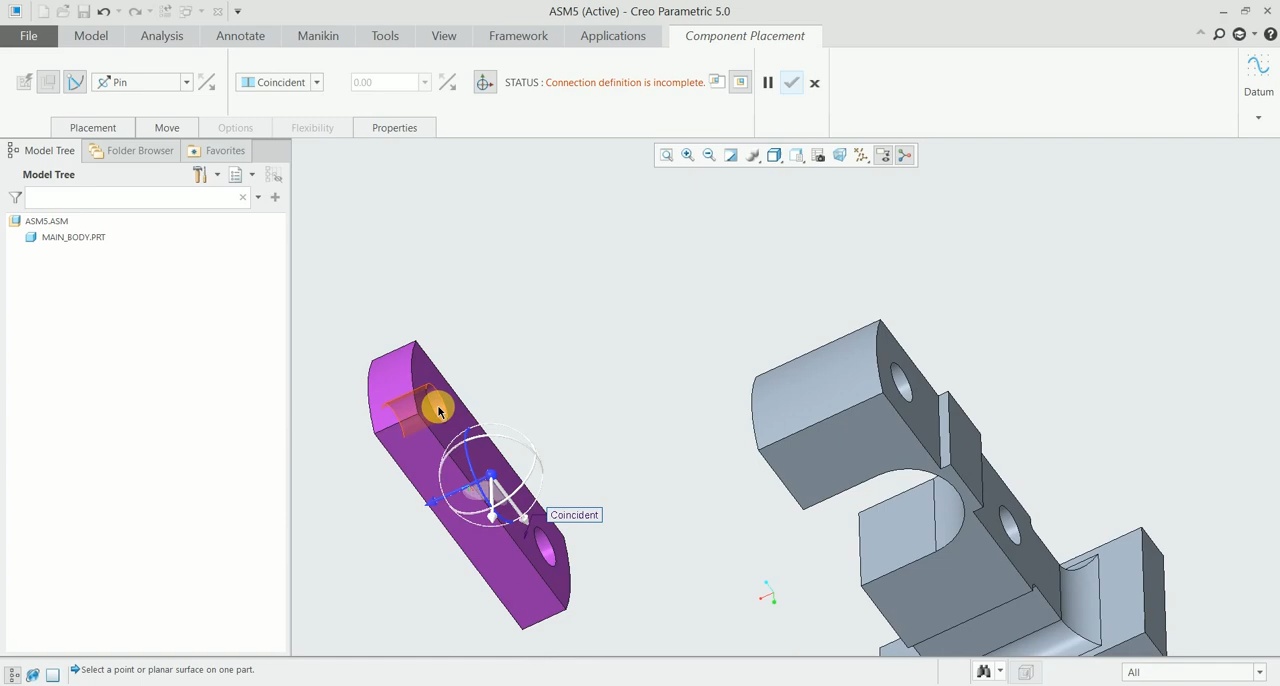 ASM5 (Active) - Creo Parametric 5.0
File Model Analysis Annotate Manikin Tools View Framework Applications Component Placement
Pin Coincident 0.00 STATUS : Connection definition is incomplete. Datum
Placement Move Options Flexibility Properties
Model Tree Folder Browser Favorites
Model Tree
ASM5.ASM
MAIN_BODY.PRT
Coincident
Select a point or planar surface on one part.
All